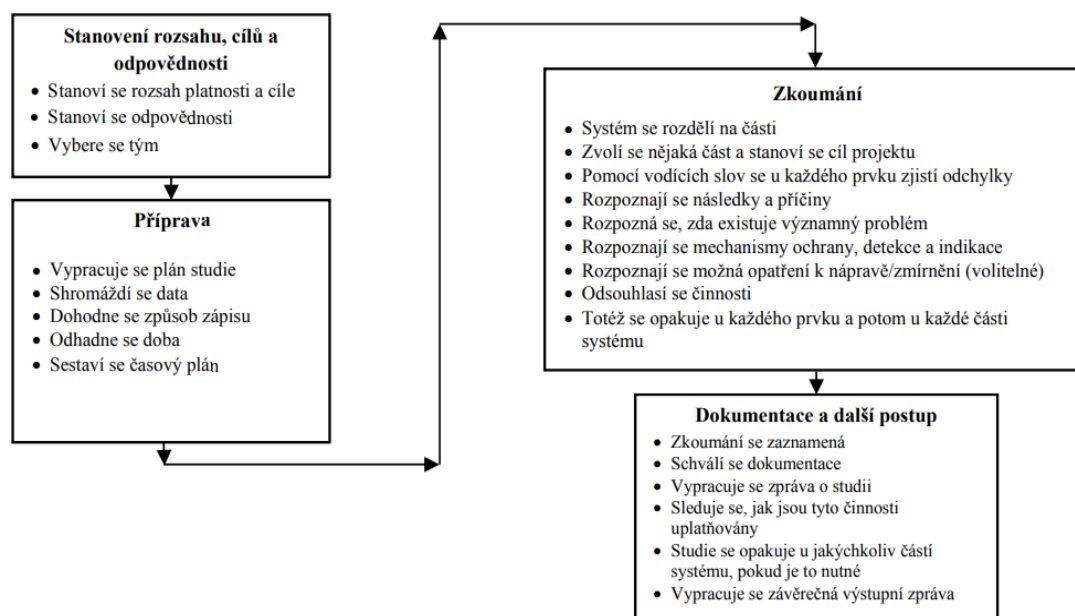 Stanovení rozsahu, cílů a
odpovědnosti
• Stanoví se rozsah platnosti a cíle
• Stanoví se odpovědnosti
• Vybere se tým
Příprava
• Vypracuje se plán studie
• Shromáždí se data
• Dohodne se způsob zápisu
• Odhadne se doba
• Sestaví se časový plán
Zkoumání
• Systém se rozdělí na části
• Zvolí se nějaká část a stanoví se cíl projektu
• Pomocí vodících slov se u každého prvku zjistí odchylky
• Rozpoznají se následky a příčiny
• Rozpozná se, zda existuje významný problém
• Rozpoznají se mechanismy ochrany, detekce a indikace
• Rozpoznají se možná opatření k nápravě/zmírnění (volitelné)
• Odsouhlasí se činnosti
• Totéž se opakuje u každého prvku a potom u každé části
systému
Dokumentace a další postup
• Zkoumání se zaznamená
• Schválí se dokumentace
• Vypracuje se zpráva o studii
• Sleduje se, jak jsou tyto činnosti
uplatňovány
• Studie se opakuje u jakýchkoliv částí
systému, pokud je to nutné
• Vypracuje se závěrečná výstupní zpráva